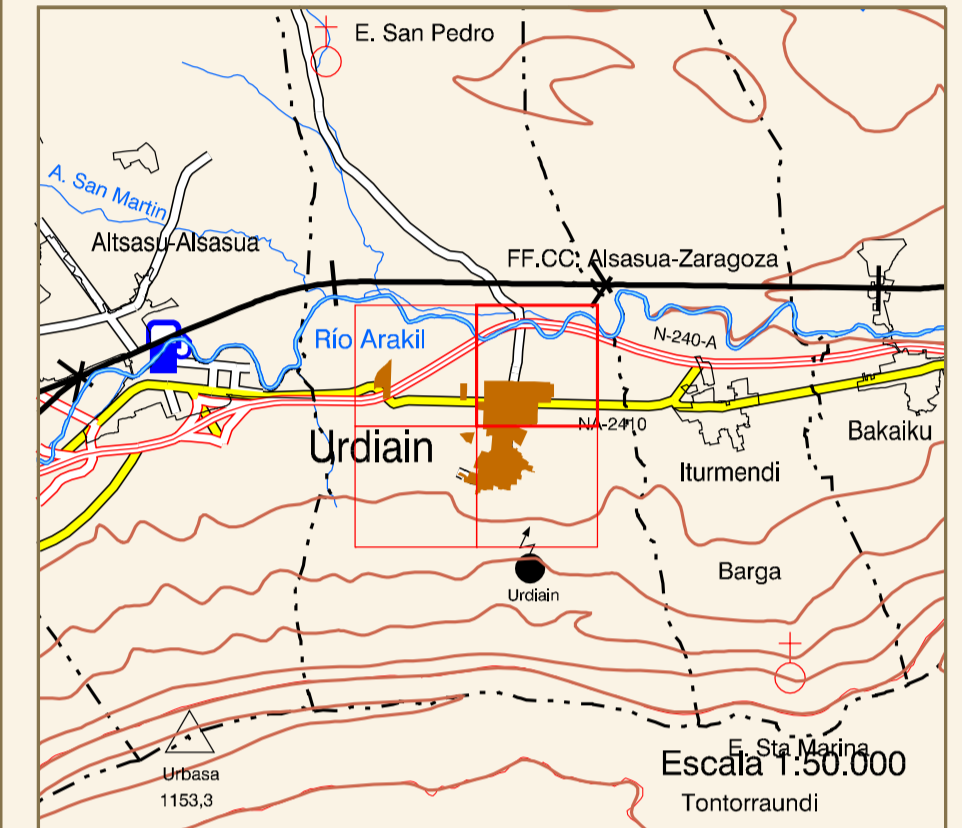 E. San Pedro
A. San Martin
Altsasu-Alsasua
FF.CC. Alsasua-Zaragoza
Río Arakil
N-240-A
NA-2410
Urdiain
Bakaiku
Iturmendi
Barga
Urdiain
E. Sta Marina
Escala 1:50.000
Urbasa
1153,3
Tontorraundi